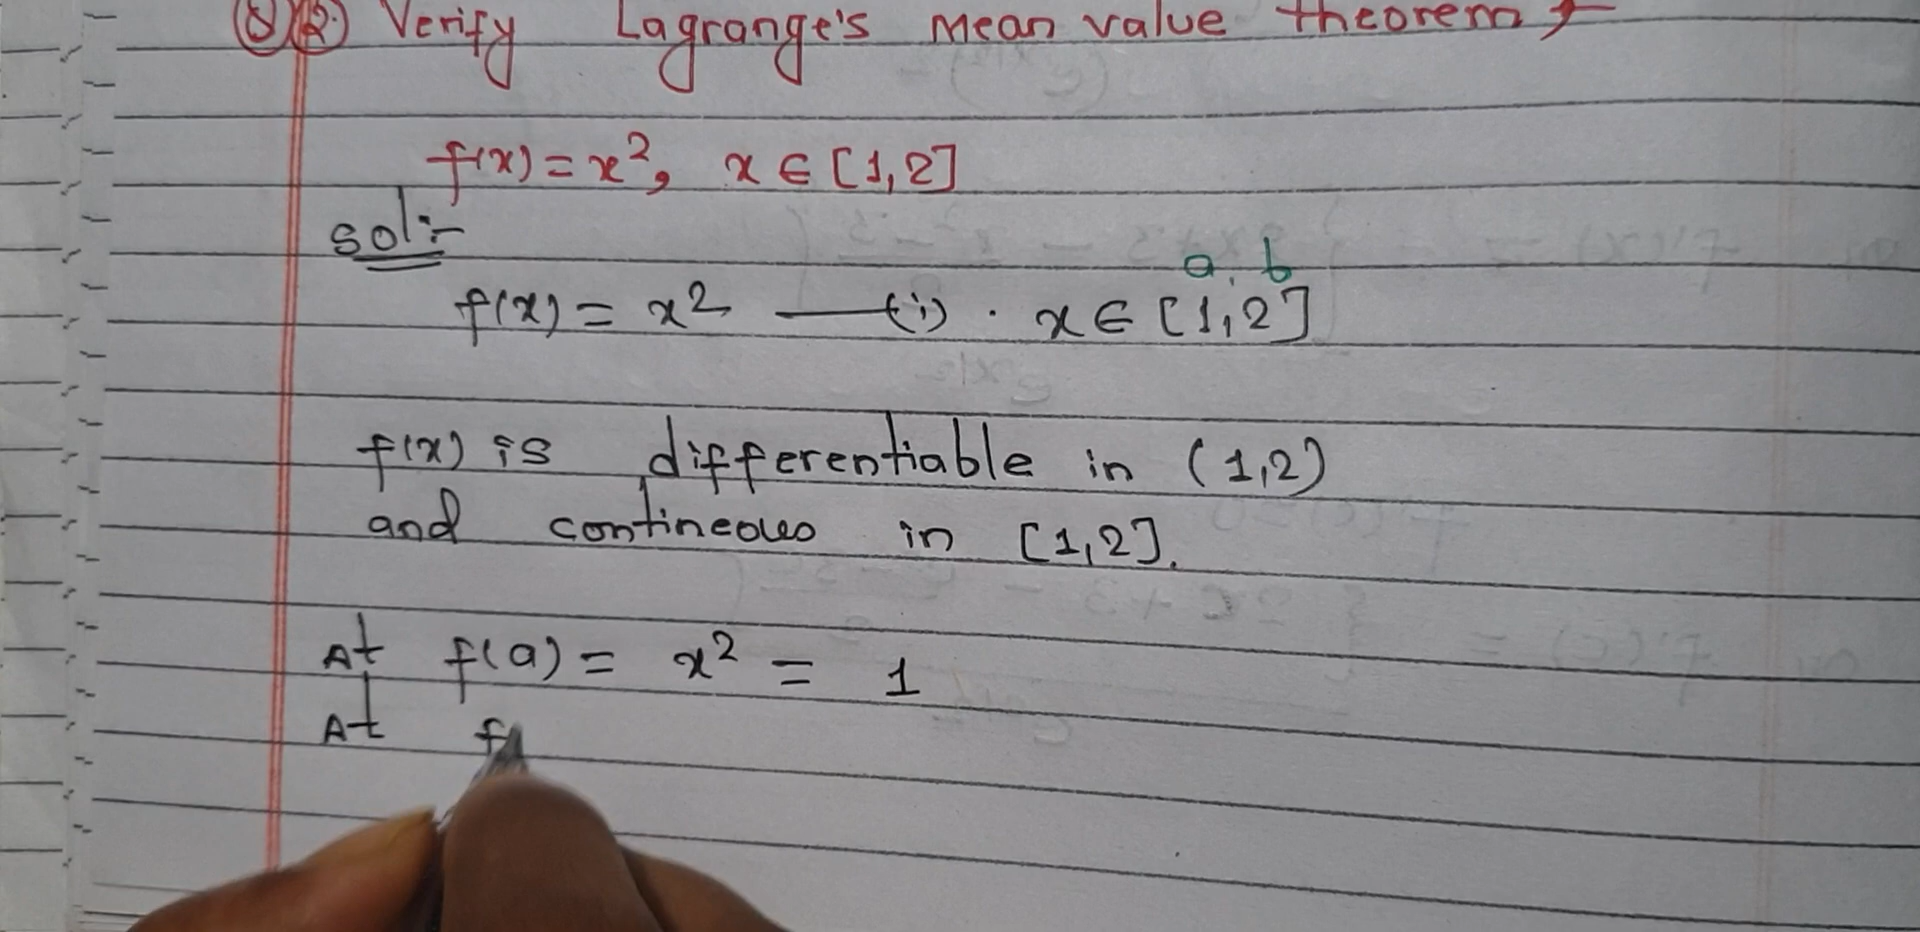 Q 2. Verify Lagrange's mean value theorem,
f(x) = x², x ∈ [1,2]
Sol:-
a, b
f(x) = x² —(i) . x ∈ [1,2]
f(x) is differentiable in (1,2)
and contineous in [1,2].
At f(a) = x² = 1
At f